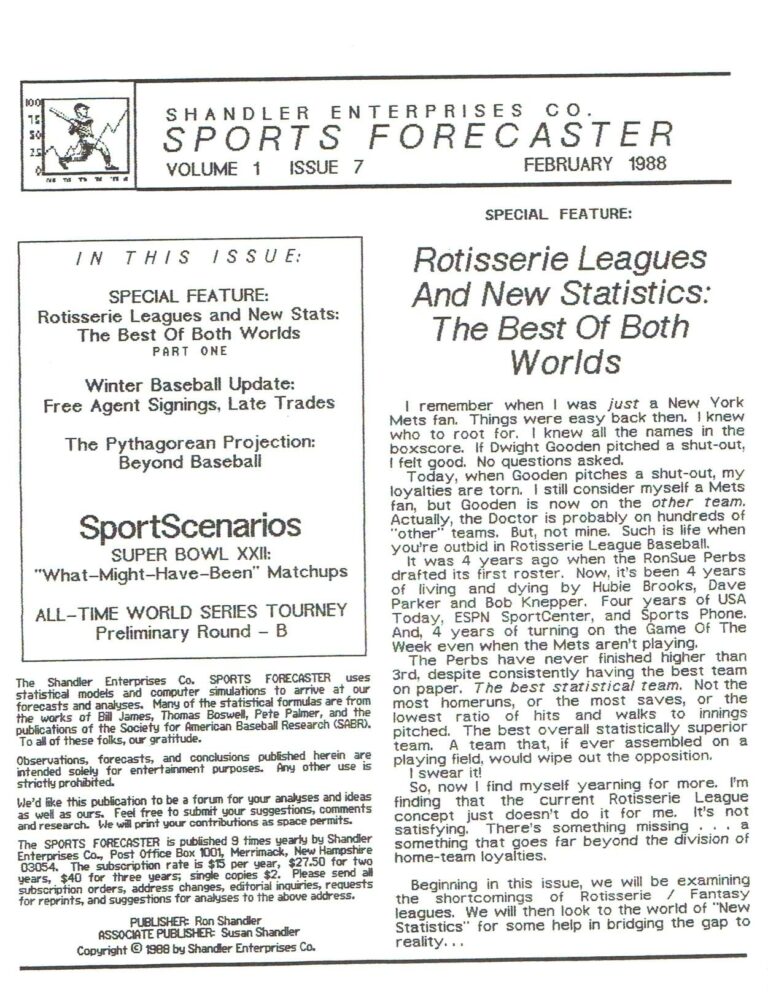 100
75
50
25
0
SHANDLER ENTERPRISES CO.
SPORTS FORECASTER
VOLUME 1 ISSUE 7 FEBRUARY 1988
IN THIS ISSUE:
SPECIAL FEATURE:
Rotisserie Leagues and New Stats:
The Best Of Both Worlds
PART ONE
Winter Baseball Update:
Free Agent Signings, Late Trades
The Pythagorean Projection:
Beyond Baseball
SportScenarios
SUPER BOWL XXII:
"What-Might-Have-Been" Matchups
ALL-TIME WORLD SERIES TOURNEY
Preliminary Round - B
The Shandler Enterprises Co. SPORTS FORECASTER uses
statistical models and computer simulations to arrive at our
forecasts and analyses. Many of the statistical formulas are from
the works of Bill James, Thomas Boswell, Pete Palmer, and the
publications of the Society for American Baseball Research (SABR).
To all of these folks, our gratitude.
Observations, forecasts, and conclusions published herein are
intended solely for entertainment purposes. Any other use is
strictly prohibited.
We'd like this publication to be a forum for your analyses and ideas
as well as ours. Feel free to submit your suggestions, comments
and research. We will print your contributions as space permits.
The SPORTS FORECASTER is published 9 times yearly by Shandler
Enterprises Co., Post Office Box 1001, Merrimack, New Hampshire
03054. The subscription rate is $15 per year, $27.50 for two
years, $40 for three years; single copies $2. Please send all
subscription orders, address changes, editorial inquiries, requests
for reprints, and suggestions for analyses to the above address.
PUBLISHER: Ron Shandler
ASSOCIATE PUBLISHER: Susan Shandler
Copyright © 1988 by Shandler Enterprises Co.
SPECIAL FEATURE:
Rotisserie Leagues
And New Statistics:
The Best Of Both
Worlds
I remember when I was just a New York
Mets fan. Things were easy back then. I knew
who to root for. I knew all the names in the
boxscore. If Dwight Gooden pitched a shut-out,
I felt good. No questions asked.
Today, when Gooden pitches a shut-out, my
loyalties are torn. I still consider myself a Mets
fan, but Gooden is now on the other team.
Actually, the Doctor is probably on hundreds of
"other" teams. But, not mine. Such is life when
you're outbid in Rotisserie League Baseball.
It was 4 years ago when the RonSue Perbs
drafted its first roster. Now, it's been 4 years
of living and dying by Hubie Brooks, Dave
Parker and Bob Knepper. Four years of USA
Today, ESPN SportCenter, and Sports Phone.
And, 4 years of turning on the Game Of The
Week even when the Mets aren't playing.
The Perbs have never finished higher than
3rd, despite consistently having the best team
on paper. The best statistical team. Not the
most homeruns, or the most saves, or the
lowest ratio of hits and walks to innings
pitched. The best overall statistically superior
team. A team that, if ever assembled on a
playing field, would wipe out the opposition.
I swear it!
So, now I find myself yearning for more. I'm
finding that the current Rotisserie League
concept just doesn't do it for me. It's not
satisfying. There's something missing . . . a
something that goes far beyond the division of
home-team loyalties.
Beginning in this issue, we will be examining
the shortcomings of Rotisserie / Fantasy
leagues. We will then look to the world of "New
Statistics" for some help in bridging the gap to
reality...